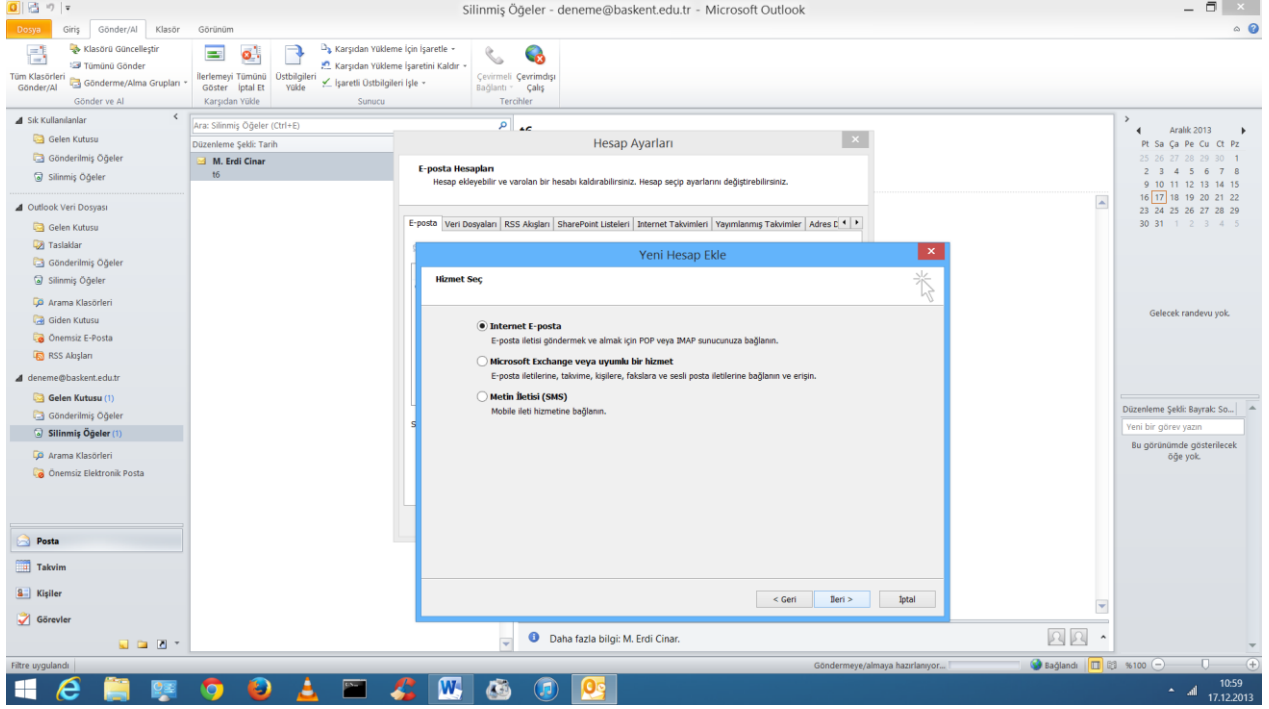 Silinmiş Öğeler - deneme@baskent.edu.tr - Microsoft Outlook
Dosya Giriş Gönder/Al Klasör Görünüm
Tüm Klasörleri Gönder/Al
Klasörü Güncelleştir
Tümünü Gönder
Gönderme/Alma Grupları
Gönder ve Al
İlerlemeyi Göster
Tümünü İptal Et
Karşıdan Yükle
Üstbilgileri Yükle
Karşıdan Yükleme İçin İşaretle
Karşıdan Yükleme İşaretini Kaldır
İşaretli Üstbilgileri İşle
Sunucu
Çevirmeli Bağlantı
Çevrimdışı Çalış
Tercihler
Sık Kullanılanlar
Gelen Kutusu
Gönderilmiş Öğeler
Silinmiş Öğeler
Outlook Veri Dosyası
Gelen Kutusu
Taslaklar
Gönderilmiş Öğeler
Silinmiş Öğeler
Arama Klasörleri
Giden Kutusu
Önemsiz E-Posta
RSS Akışları
deneme@baskent.edu.tr
Gelen Kutusu (1)
Gönderilmiş Öğeler
Silinmiş Öğeler (1)
Arama Klasörleri
Önemsiz Elektronik Posta
Posta
Takvim
Kişiler
Görevler
Ara: Silinmiş Öğeler (Ctrl+E)
Düzenleme Şekli: Tarih
M. Erdi Cinar
t6
Hesap Ayarları
E-posta Hesapları
Hesap ekleyebilir ve varolan bir hesabı kaldırabilirsiniz. Hesap seçip ayarlarını değiştirebilirsiniz.
E-posta Veri Dosyaları RSS Akışları SharePoint Listeleri Internet Takvimleri Yayımlanmış Takvimler Adres
Yeni Hesap Ekle
Hizmet Seç
Internet E-posta
E-posta iletisi göndermek ve almak için POP veya IMAP sunucunuza bağlanın.
Microsoft Exchange veya uyumlu bir hizmet
E-posta iletilerine, takvime, kişilere, fakslara ve sesli posta iletilerine bağlanın ve erişin.
Metin İletisi (SMS)
Mobile ileti hizmetine bağlanın.
< Geri İleri > İptal
Daha fazla bilgi: M. Erdi Cinar.
Aralık 2013
Pt Sa Ça Pe Cu Ct Pz
25 26 27 28 29 30 1
2 3 4 5 6 7 8
9 10 11 12 13 14 15
16 17 18 19 20 21 22
23 24 25 26 27 28 29
30 31 1 2 3 4 5
Gelecek randevu yok.
Düzenleme Şekli: Bayrak: So...
Yeni bir görev yazın
Bu görünümde gösterilecek
öğe yok.
Filtre uygulandı
Göndermeye/almaya hazırlanıyor...
Bağlandı
%100
10:59
17.12.2013